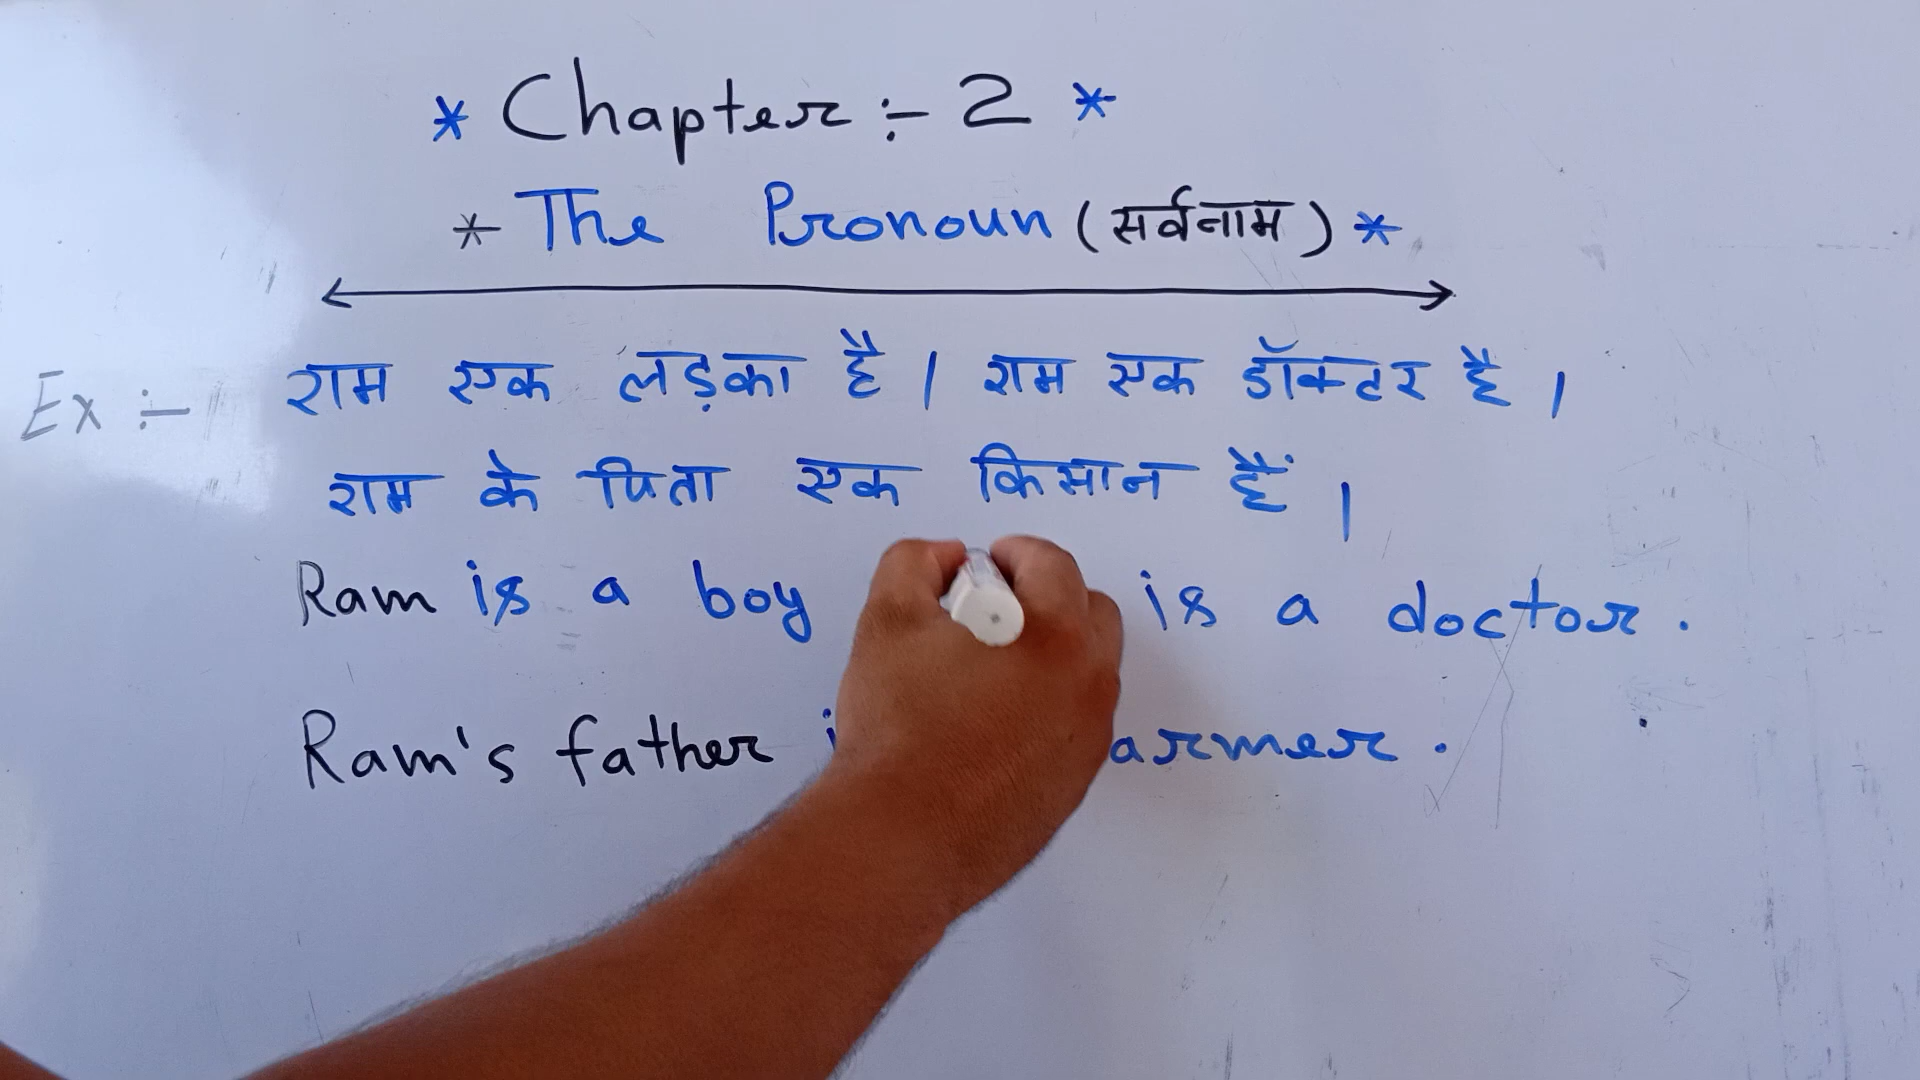 * Chapter :- 2 *
* The Pronoun (सर्वनाम) *
Ex :- राम एक लड़का है । राम एक डॉक्टर है ।
राम के पिता एक किसान हैं ।
Ram is a boy is a doctor .
Ram's father armer .